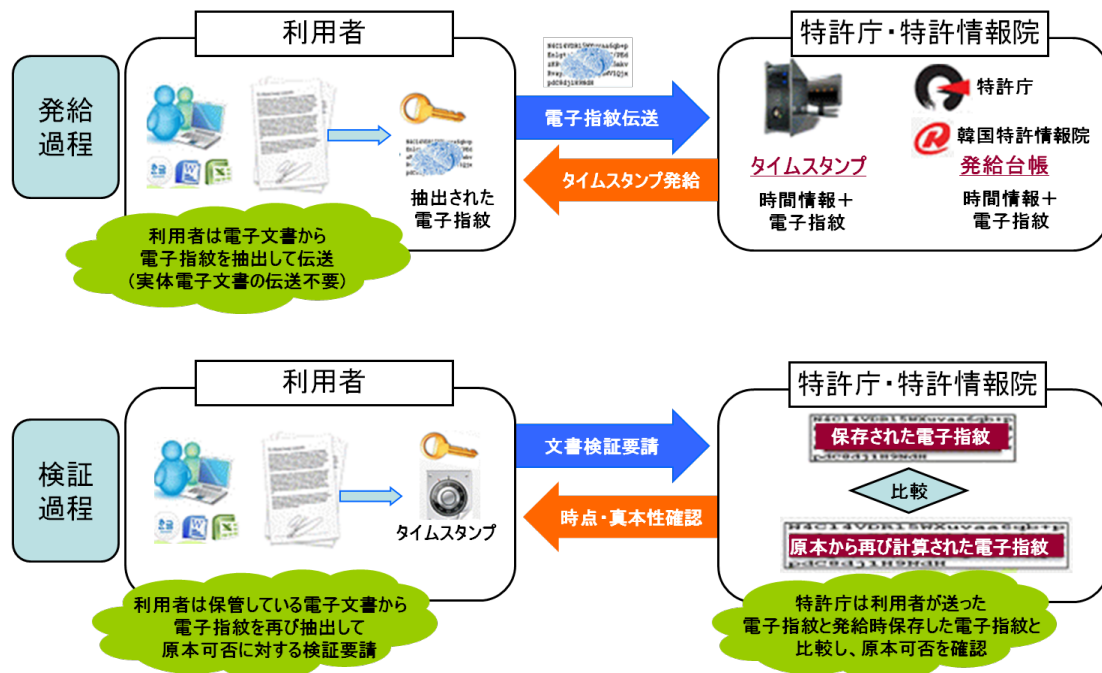 利用者
特許庁・特許情報院
発給
過程
電子指紋伝送
タイムスタンプ発給
抽出された
電子指紋
特許庁
韓国特許情報院
タイムスタンプ
時間情報+
電子指紋
発給台帳
時間情報+
電子指紋
利用者は電子文書から
電子指紋を抽出して伝送
(実体電子文書の伝送不要)
利用者
特許庁・特許情報院
検証
過程
タイムスタンプ
文書検証要請
時点・真本性確認
保存された電子指紋
比較
原本から再び計算された電子指紋
利用者は保管している電子文書から
電子指紋を再び抽出して
原本可否に対する検証要請
特許庁は利用者が送った
電子指紋と発給時保存した電子指紋と
比較し、原本可否を確認